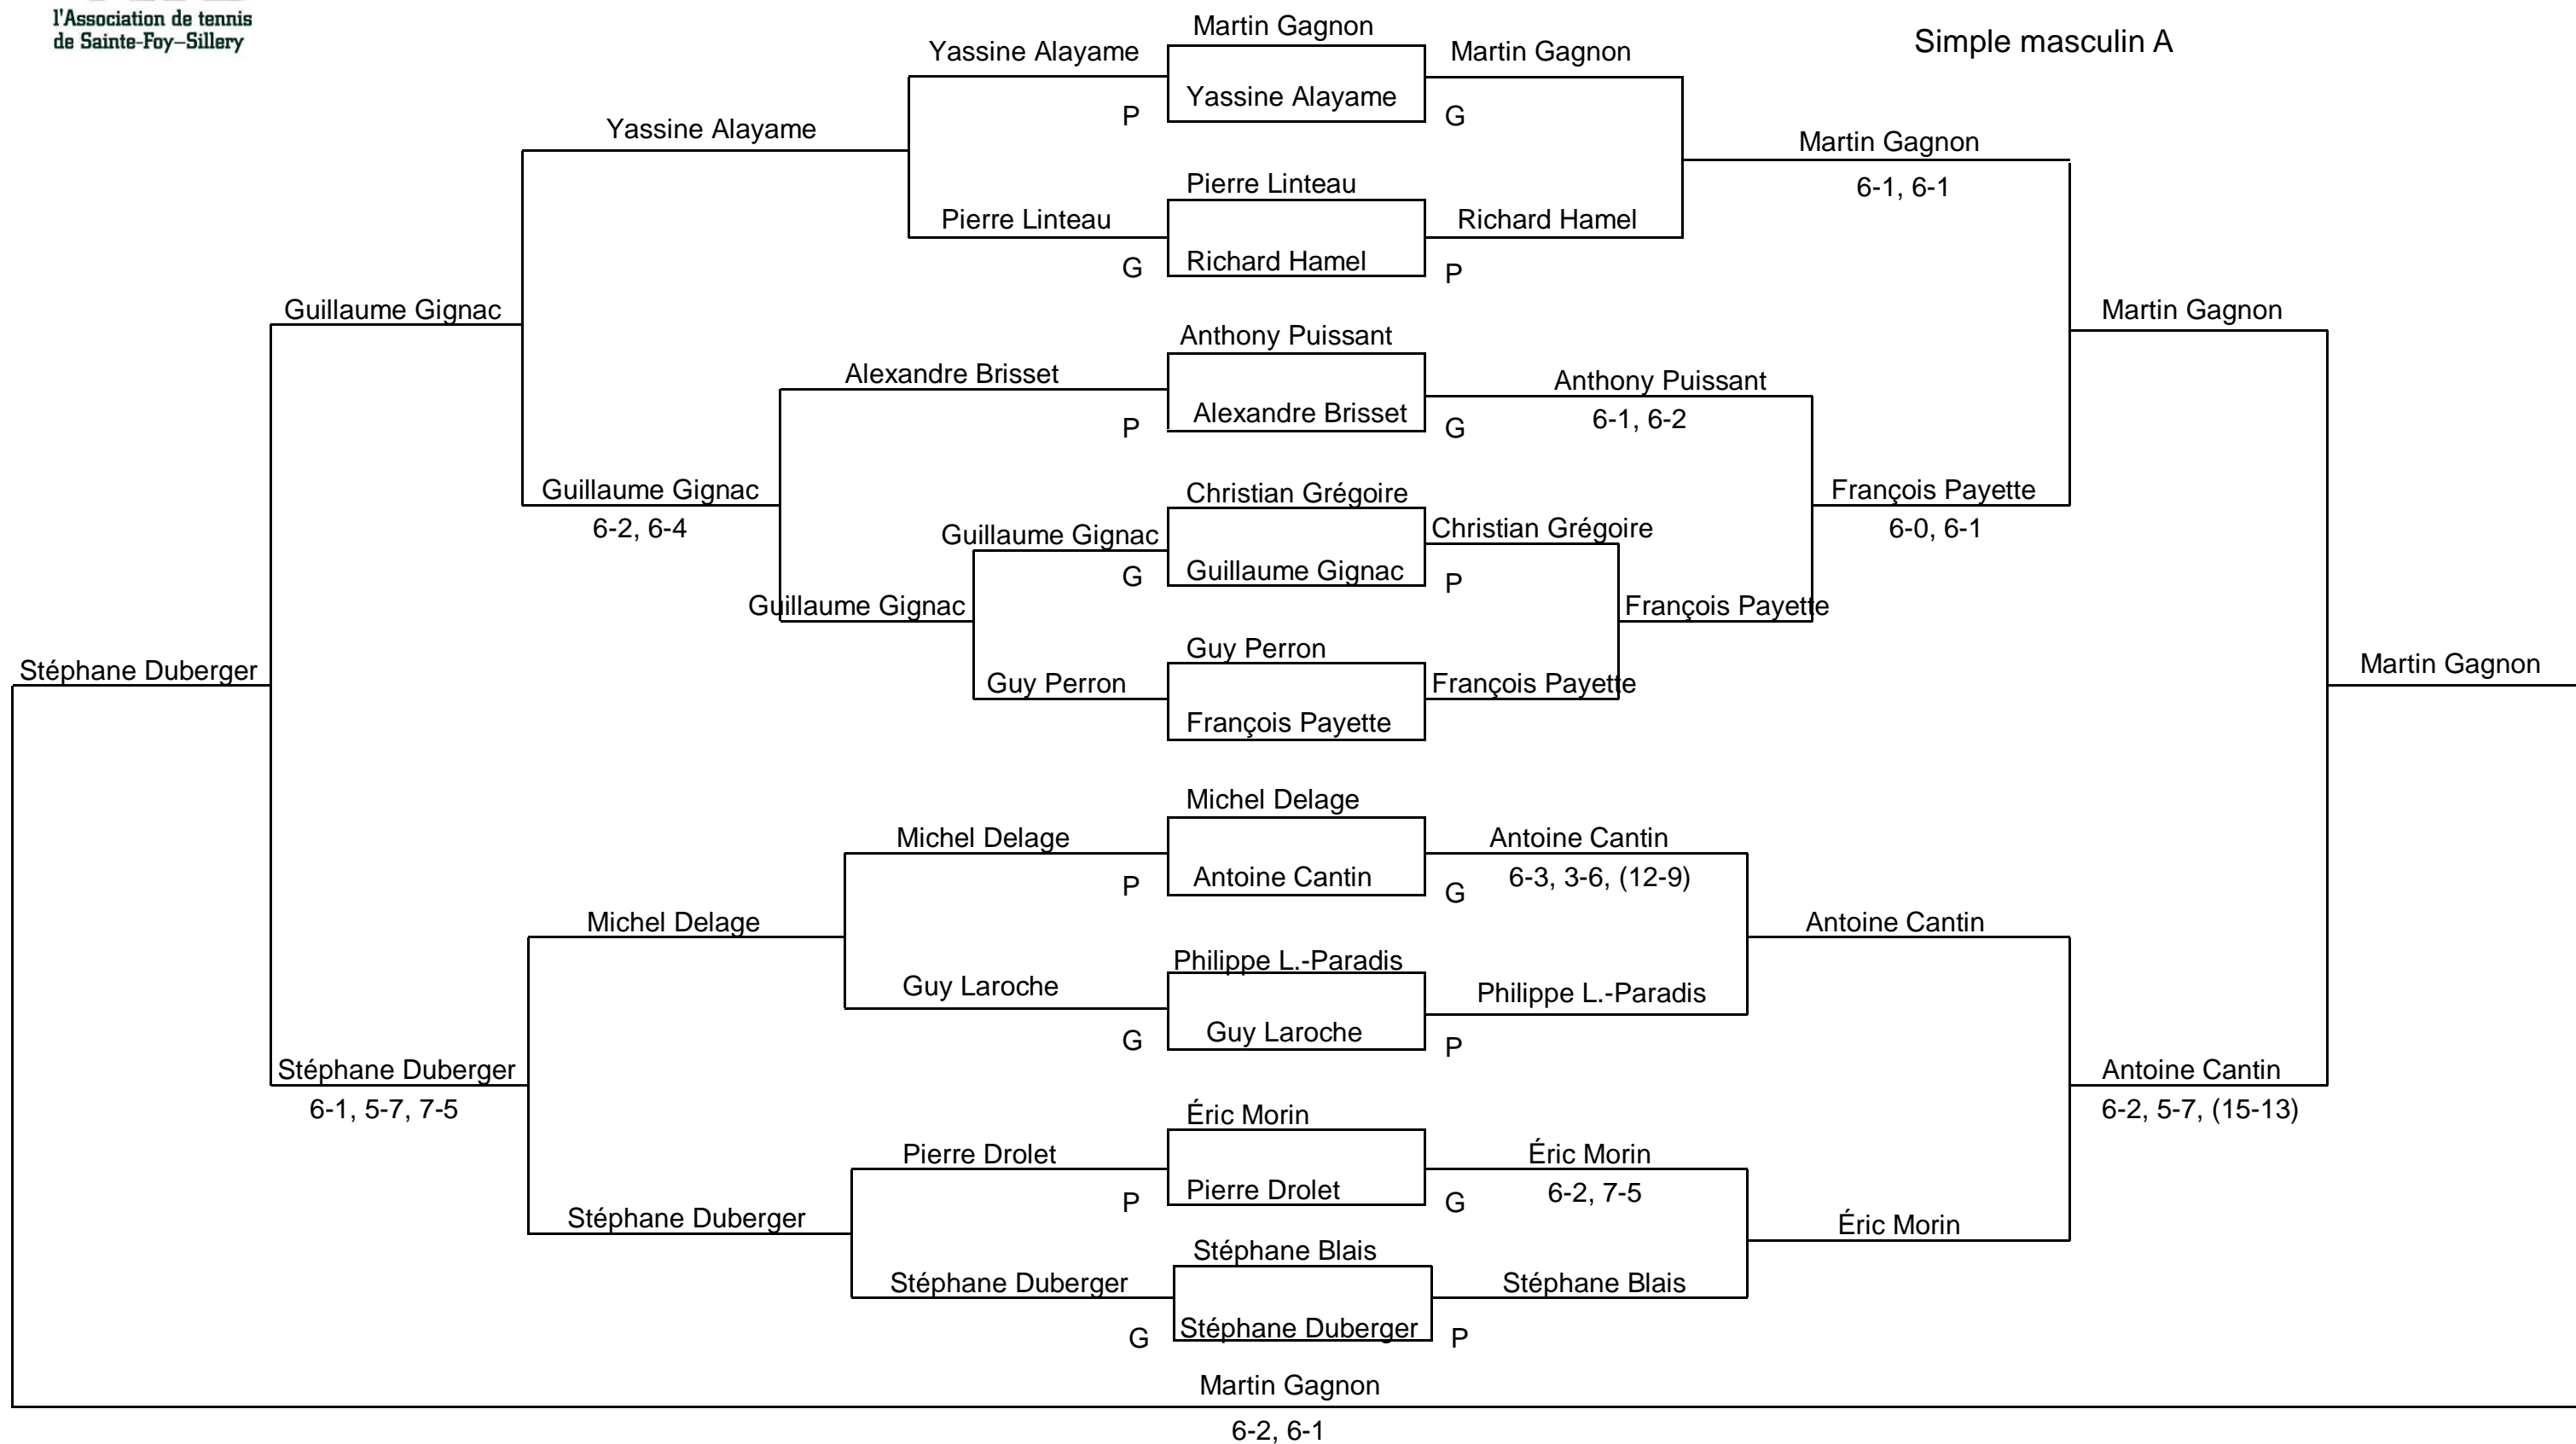 l'Association de tennis
de Sainte-Foy–Sillery
Simple masculin A
Martin Gagnon
Yassine Alayame
Martin Gagnon
Yassine Alayame
P
G
Yassine Alayame
Martin Gagnon
6-1, 6-1
Pierre Linteau
Pierre Linteau
Richard Hamel
Richard Hamel
G
P
Guillaume Gignac
Martin Gagnon
Anthony Puissant
Alexandre Brisset
Anthony Puissant
Alexandre Brisset
6-1, 6-2
P
G
Guillaume Gignac
Christian Grégoire
François Payette
6-2, 6-4
Guillaume Gignac
Christian Grégoire
6-0, 6-1
Guillaume Gignac
G
P
Guillaume Gignac
François Payette
Guy Perron
Stéphane Duberger
Martin Gagnon
Guy Perron
François Payette
François Payette
Michel Delage
Michel Delage
Antoine Cantin
Antoine Cantin
6-3, 3-6, (12-9)
P
G
Michel Delage
Antoine Cantin
Philippe L.-Paradis
Guy Laroche
Philippe L.-Paradis
Guy Laroche
G
P
Stéphane Duberger
Antoine Cantin
6-1, 5-7, 7-5
6-2, 5-7, (15-13)
Éric Morin
Pierre Drolet
Éric Morin
Pierre Drolet
6-2, 7-5
P
G
Stéphane Duberger
Éric Morin
Stéphane Blais
Stéphane Duberger
Stéphane Blais
Stéphane Duberger
G
P
Martin Gagnon
6-2, 6-1